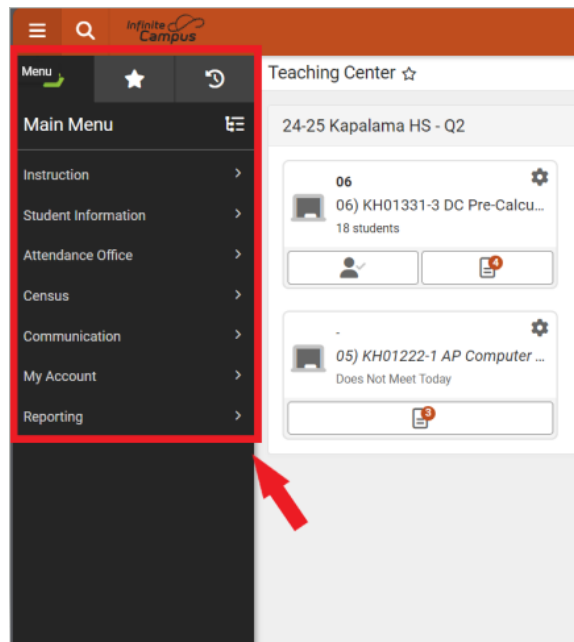 Infinite
Campus
Menu
Teaching Center
Main Menu
24-25 Kapalama HS - Q2
Instruction
Student Information
Attendance Office
Census
Communication
My Account
Reporting
06
06) KH01331-3 DC Pre-Calcu...
18 students
4
-
05) KH01222-1 AP Computer ...
Does Not Meet Today
3